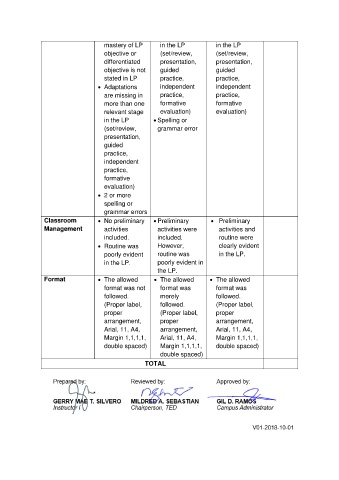 mastery of LP
objective or
differentiated
objective is not
stated in LP
• Adaptations
are missing in
more than one
relevant stage
in the LP
(set/review,
presentation,
guided
practice,
independent
practice,
formative
evaluation)
• 2 or more
spelling or
grammar errors
in the LP
(set/review,
presentation,
guided
practice,
independent
practice,
formative
evaluation)
• Spelling or
grammar error
in the LP
(set/review,
presentation,
guided
practice,
independent
practice,
formative
evaluation)
Classroom
Management
• No preliminary
activities
included.
• Routine was
poorly evident
in the LP.
• Preliminary
activities were
included.
However,
routine was
poorly evident in
the LP.
• Preliminary
activities and
routine were
clearly evident
in the LP.
Format
• The allowed
format was not
followed.
(Proper label,
proper
arrangement,
Arial, 11, A4,
Margin 1,1,1,1,
double spaced)
• The allowed
format was
merely
followed.
(Proper label,
proper
arrangement,
Arial, 11, A4,
Margin 1,1,1,1,
double spaced)
• The allowed
format was
followed.
(Proper label,
proper
arrangement,
Arial, 11, A4,
Margin 1,1,1,1,
double spaced)
TOTAL
Prepared by:
GERRY MAE T. SILVERO
Instructor I
Reviewed by:
MILDRED A. SEBASTIAN
Chairperson, TED
Approved by:
GIL D. RAMOS
Campus Administrator
V01-2018-10-01